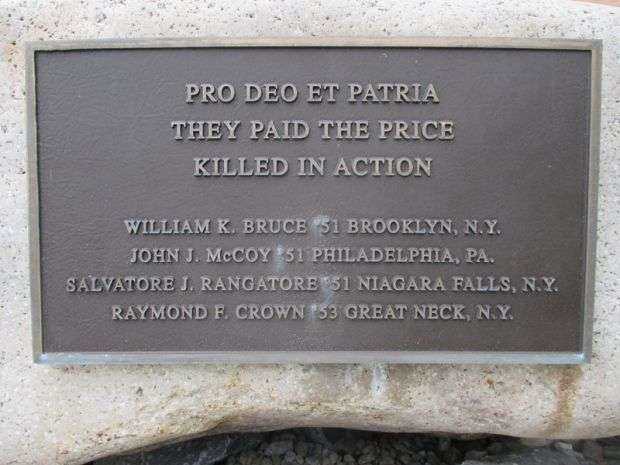 PRO DEO ET PATRIA
THEY PAID THE PRICE
KILLED IN ACTION
WILLIAM K. BRUCE '51 BROOKLYN, N.Y.
JOHN J. McCOY '51 PHILADELPHIA, PA.
SALVATORE J. RANGATORE '51 NIAGARA FALLS, N.Y.
RAYMOND F. CROWN '53 GREAT NECK, N.Y.